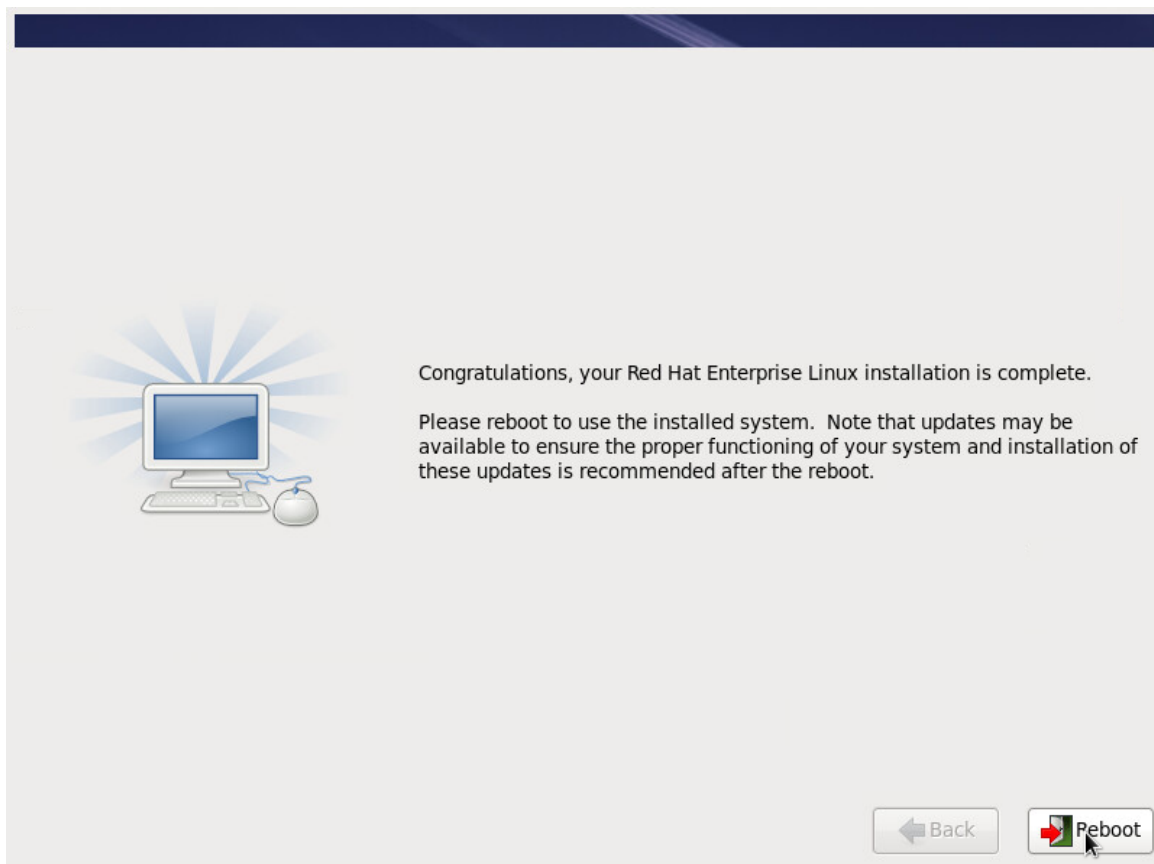 Congratulations, your Red Hat Enterprise Linux installation is complete.
Please reboot to use the installed system.  Note that updates may be
available to ensure the proper functioning of your system and installation of
these updates is recommended after the reboot.
Back
Reboot